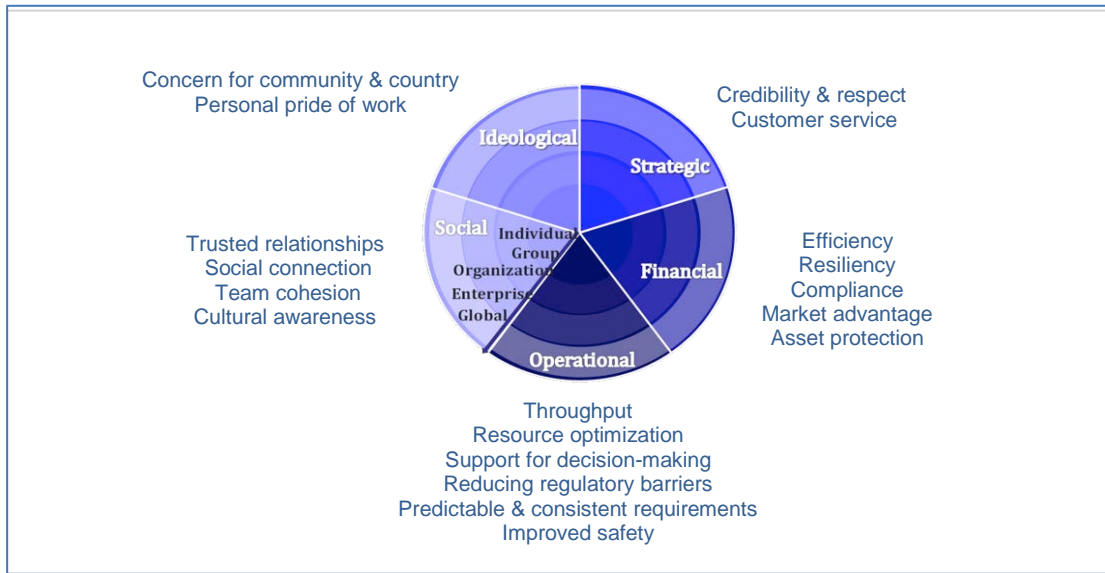 Concern for community & country
Personal pride of work
Credibility & respect
Customer service
Ideological
Strategic
Social
Individual
Group
Organization
Enterprise
Global
Financial
Operational
Trusted relationships
Social connection
Team cohesion
Cultural awareness
Efficiency
Resiliency
Compliance
Market advantage
Asset protection
Throughput
Resource optimization
Support for decision-making
Reducing regulatory barriers
Predictable & consistent requirements
Improved safety